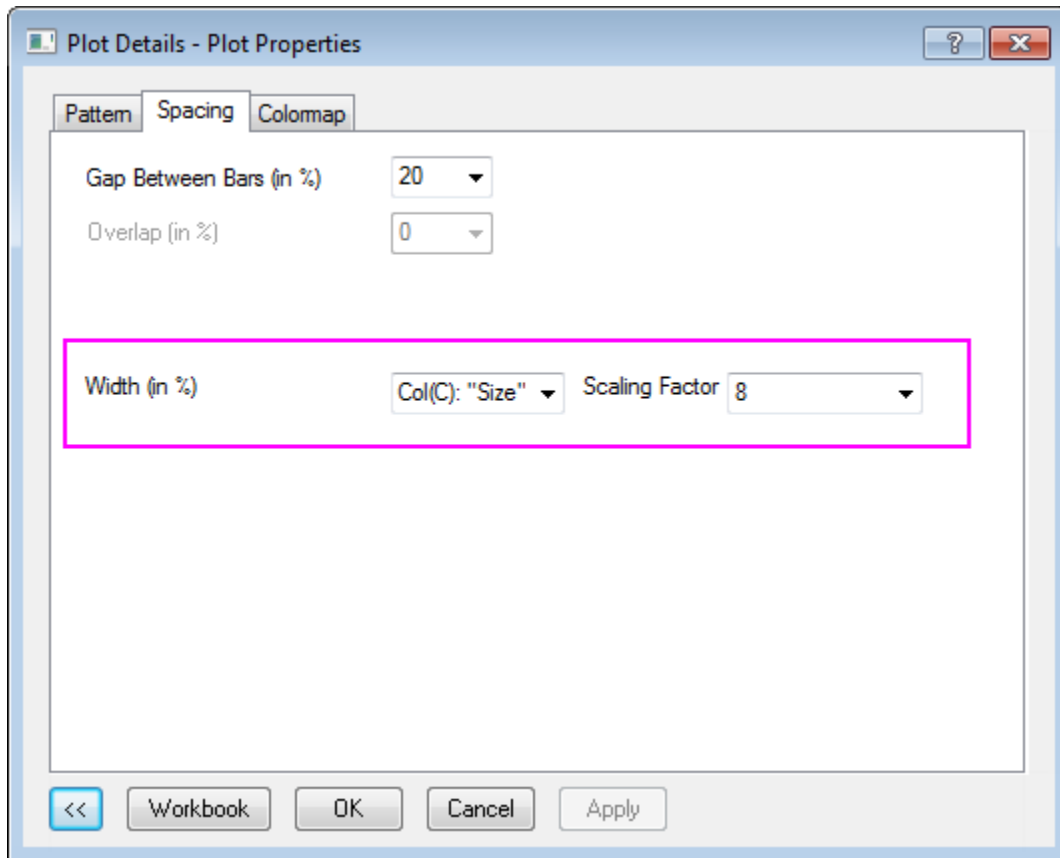 Plot Details - Plot Properties
Pattern Spacing Colormap
Gap Between Bars (in %) 20
Overlap (in %) 0
Width (in %) Col(C): "Size" Scaling Factor 8
<< Workbook OK Cancel Apply